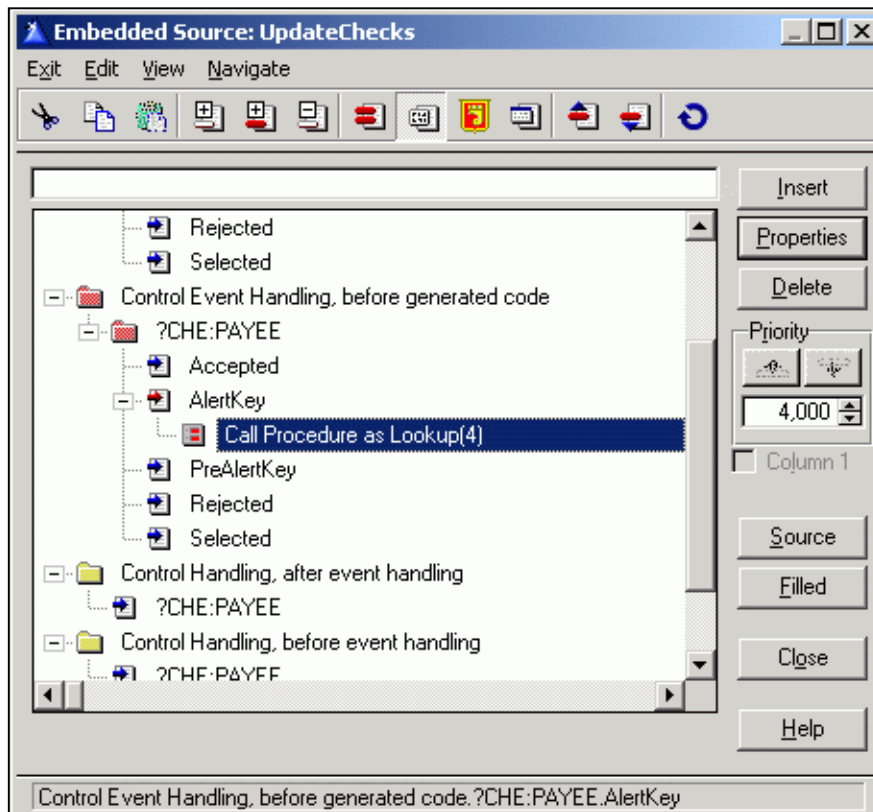 Embedded Source: UpdateChecks
Exit Edit View Navigate
Insert
Rejected
Properties
Selected
Delete
Control Event Handling, before generated code
Priority
?CHE:PAYEE
Accepted
AlertKey
4,000
Call Procedure as Lookup(4)
Column 1
PreAlertKey
Rejected
Selected
Source
Control Handling, after event handling
Filled
?CHE:PAYEE
Control Handling, before event handling
Close
?CHE:PAYEE
Help
Control Event Handling, before generated code.?CHE:PAYEE.AlertKey